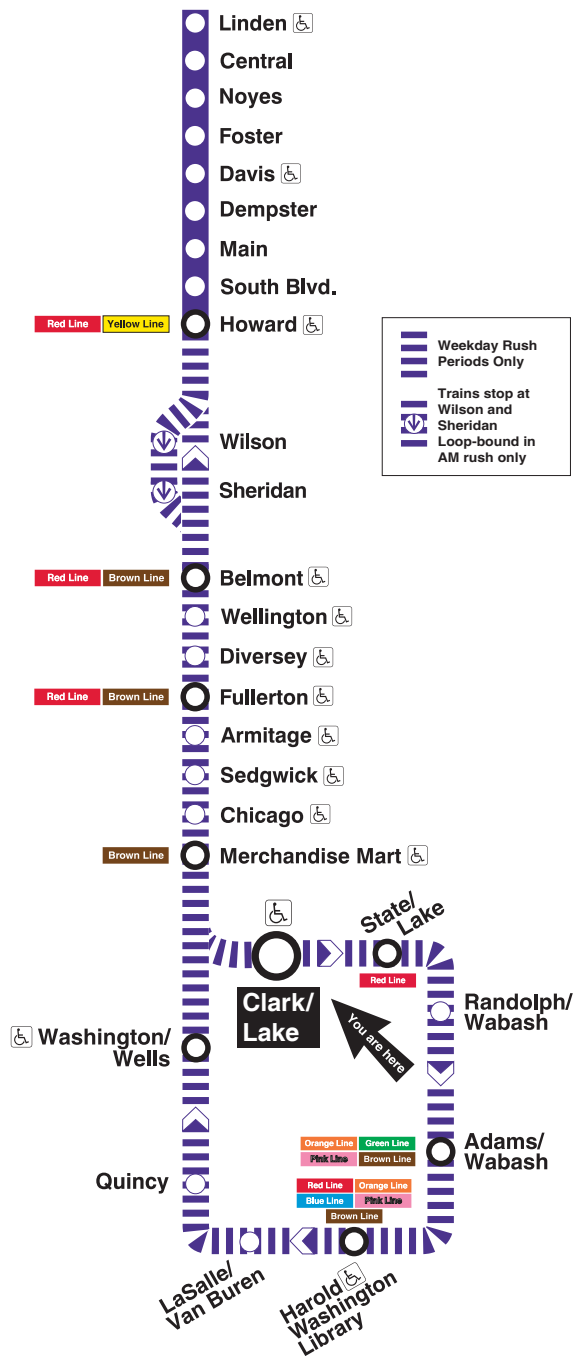 Linden
Central
Noyes
Foster
Davis
Dempster
Main
South Blvd.
Red Line Yellow Line Howard
Weekday Rush
Periods Only
Trains stop at
Wilson and
Sheridan
Loop-bound in
AM rush only
Wilson
Sheridan
Red Line Brown Line Belmont
Wellington
Diversey
Red Line Brown Line Fullerton
Armitage
Sedgwick
Chicago
Brown Line Merchandise Mart
State/
Lake
Red Line
Clark/
Lake
You are here
Randolph/
Wabash
Washington/
Wells
Orange Line Green Line
Pink Line Brown Line
Adams/
Wabash
Quincy
Red Line Orange Line
Blue Line Pink Line
Brown Line
LaSalle/
Van Buren
Harold
Washington
Library